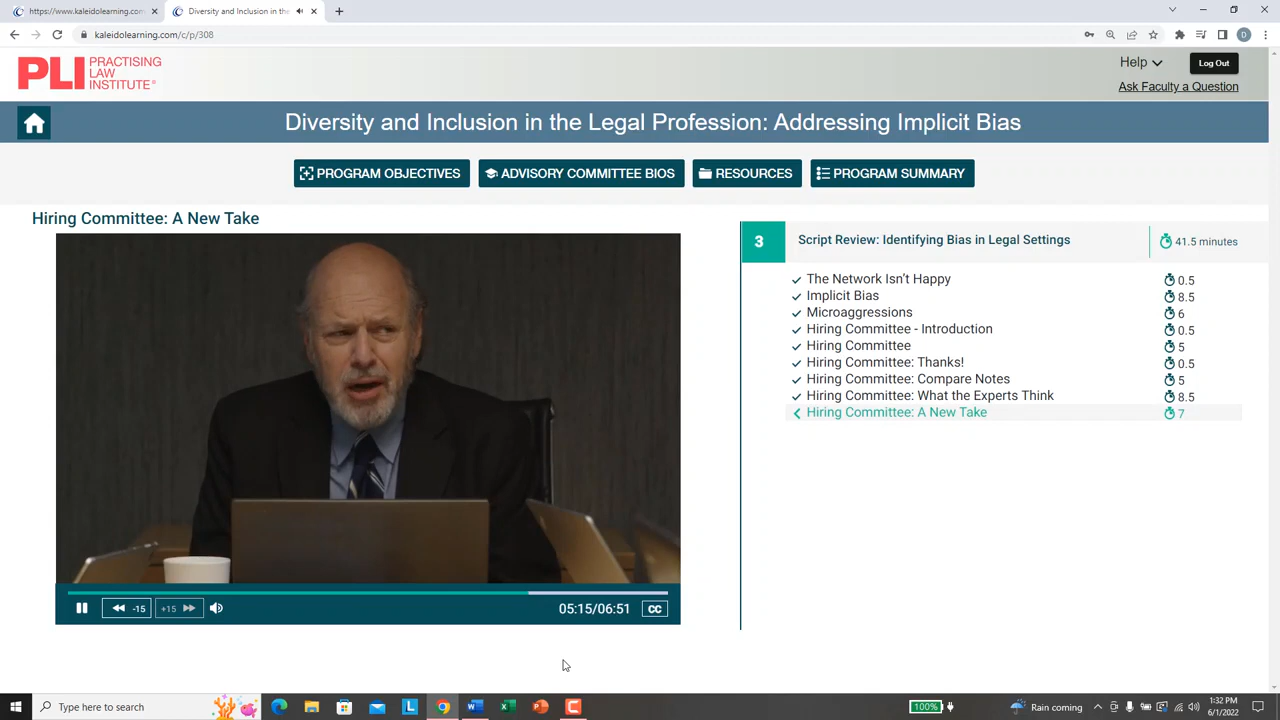 https://www.kaleidolearning.com/
Diversity and Inclusion in the
kaleidolearning.com/c/p/308
D
PLI PRACTISING
LAW
INSTITUTE®
Help
Log Out
Ask Faculty a Question
Diversity and Inclusion in the Legal Profession: Addressing Implicit Bias
PROGRAM OBJECTIVES
ADVISORY COMMITTEE BIOS
RESOURCES
PROGRAM SUMMARY
Hiring Committee: A New Take
-15
+15
05:15/06:51
CC
3
Script Review: Identifying Bias in Legal Settings
41.5 minutes
The Network Isn't Happy 0.5
Implicit Bias 8.5
Microaggressions 6
Hiring Committee - Introduction 0.5
Hiring Committee 5
Hiring Committee: Thanks! 0.5
Hiring Committee: Compare Notes 5
Hiring Committee: What the Experts Think 8.5
Hiring Committee: A New Take 7
Type here to search
L
100%
Rain coming
1:32 PM
6/1/2022